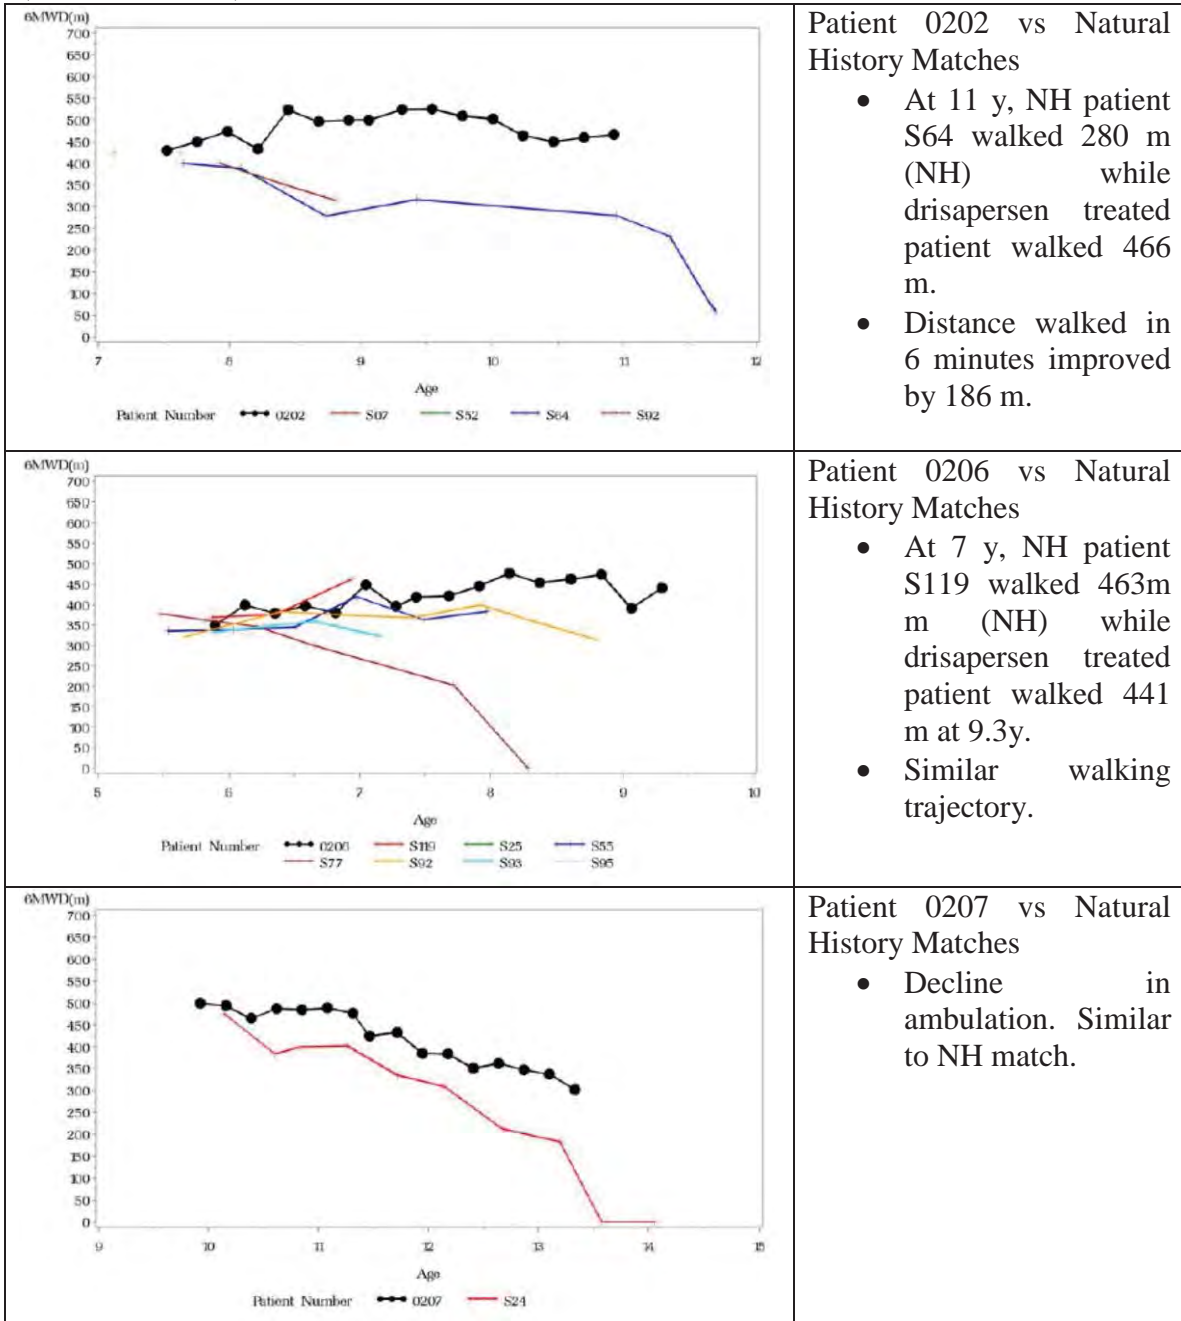 6MWD(m)
700
650
600
550
500
450
400
350
300
250
200
150
100
50
0
7 8 9 10 11 12
Age
Patient Number 0202 S07 S52 S64 S92
Patient 0202 vs Natural
History Matches
• At 11 y, NH patient
S64 walked 280 m
(NH) while
drisapersen treated
patient walked 466
m.
• Distance walked in
6 minutes improved
by 186 m.
6MWD(m)
700
650
600
550
500
450
400
350
300
250
200
150
100
50
0
5 6 7 8 9 10
Age
Patient Number 0206 S119 S25 S55
S77 S92 S93 S95
Patient 0206 vs Natural
History Matches
• At 7 y, NH patient
S119 walked 463m
m (NH) while
drisapersen treated
patient walked 441
m at 9.3y.
• Similar walking
trajectory.
6MWD(m)
700
650
600
550
500
450
400
350
300
250
200
150
100
50
0
9 10 11 12 13 14 15
Age
Patient Number 0207 S24
Patient 0207 vs Natural
History Matches
• Decline in
ambulation. Similar
to NH match.